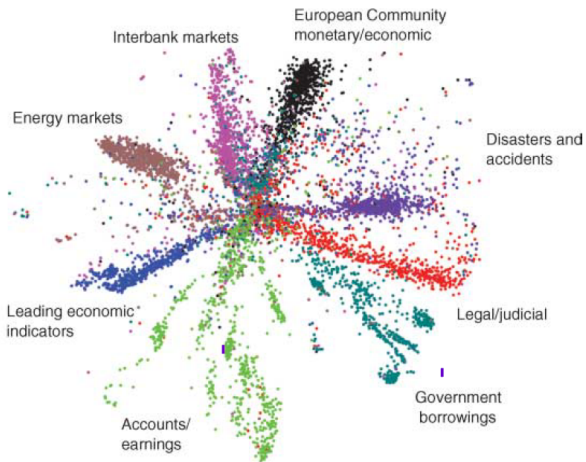 European Community
monetary/economic
Interbank markets
Energy markets
Disasters and
accidents
Leading economic
indicators
Legal/judicial
Government
borrowings
Accounts/
earnings